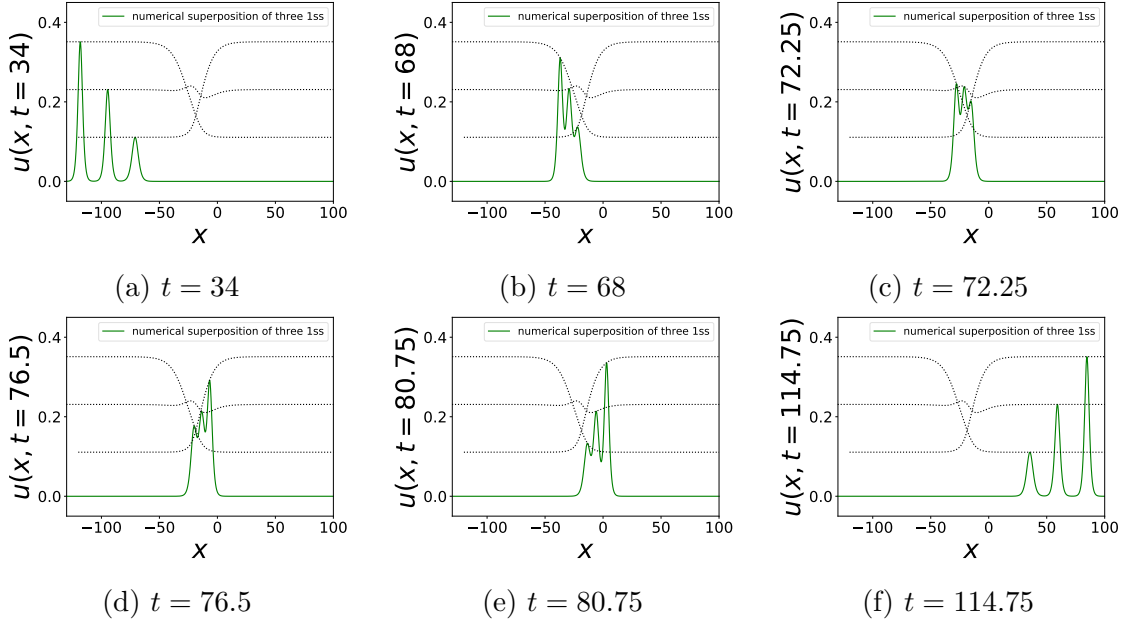 numerical superposition of three 1ss
u(x, t = 34)
0.4
0.2
0.0
−100 −50 0 50 100
x
(a) t = 34
numerical superposition of three 1ss
u(x, t = 68)
0.4
0.2
0.0
−100 −50 0 50 100
x
(b) t = 68
numerical superposition of three 1ss
u(x, t = 72.25)
0.4
0.2
0.0
−100 −50 0 50 100
x
(c) t = 72.25
numerical superposition of three 1ss
u(x, t = 76.5)
0.4
0.2
0.0
−100 −50 0 50 100
x
(d) t = 76.5
numerical superposition of three 1ss
u(x, t = 80.75)
0.4
0.2
0.0
−100 −50 0 50 100
x
(e) t = 80.75
numerical superposition of three 1ss
u(x, t = 114.75)
0.4
0.2
0.0
−100 −50 0 50 100
x
(f) t = 114.75